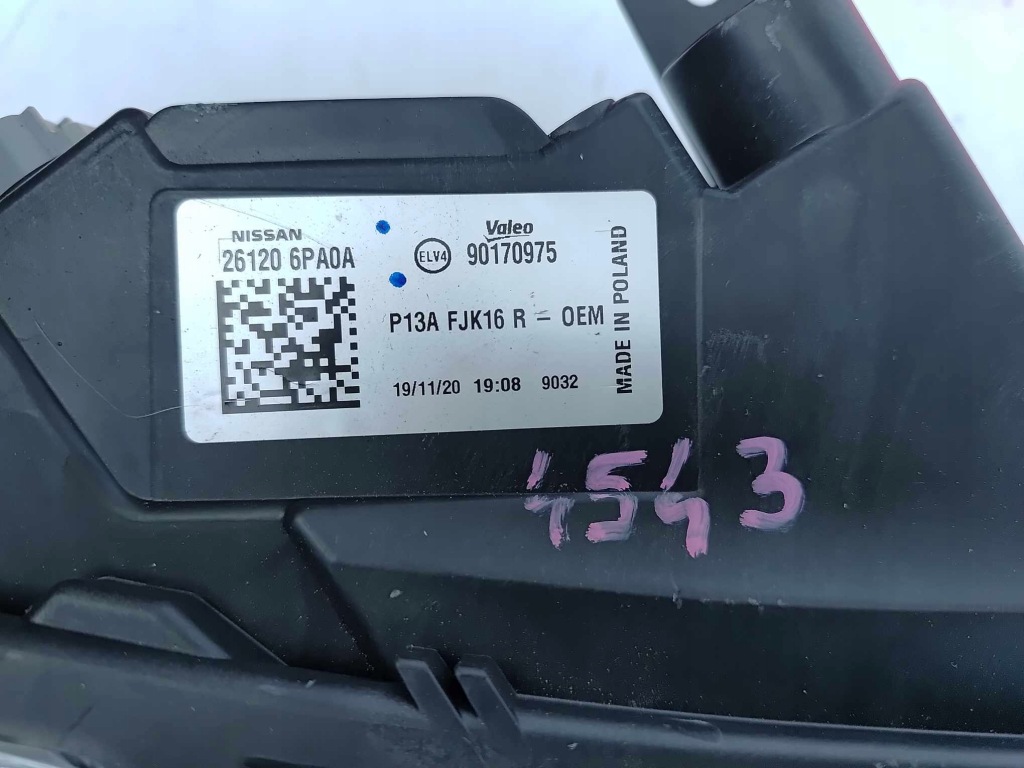 NISSAN
26120 6PA0A
Valeo
ELV4 90170975
P13A FJK16 R - OEM
19/11/20 19:08 9032
MADE IN POLAND
4543